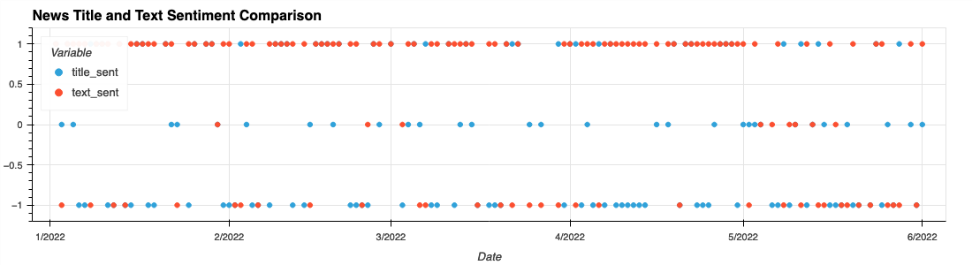 News Title and Text Sentiment Comparison
1
0.5
0
−0.5
−1
Variable
title_sent
text_sent
1/2022
2/2022
3/2022
4/2022
5/2022
6/2022
Date